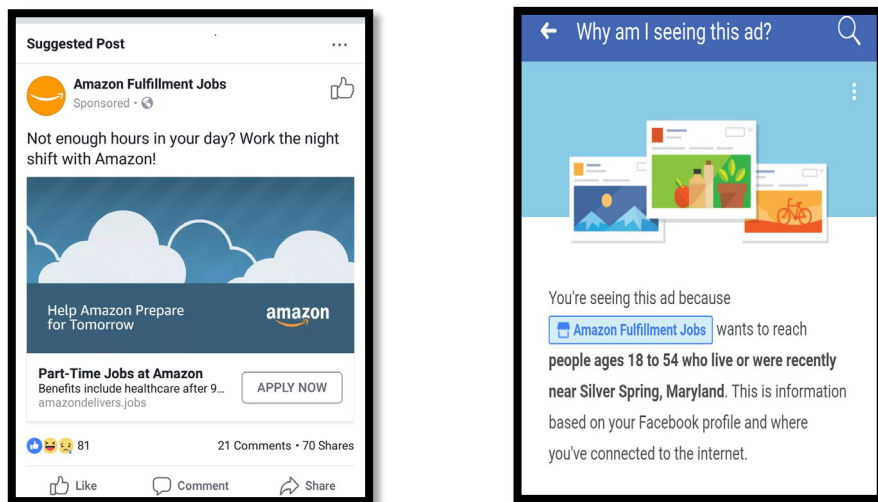 Suggested Post
Amazon Fulfillment Jobs
Sponsored •
Not enough hours in your day? Work the night
shift with Amazon!
Help Amazon Prepare
for Tomorrow
amazon
Part-Time Jobs at Amazon
Benefits include healthcare after 9...
amazondelivers.jobs
APPLY NOW
81
21 Comments • 70 Shares
Like
Comment
Share
Why am I seeing this ad?
You're seeing this ad because
Amazon Fulfillment Jobs wants to reach
people ages 18 to 54 who live or were recently
near Silver Spring, Maryland. This is information
based on your Facebook profile and where
you've connected to the internet.